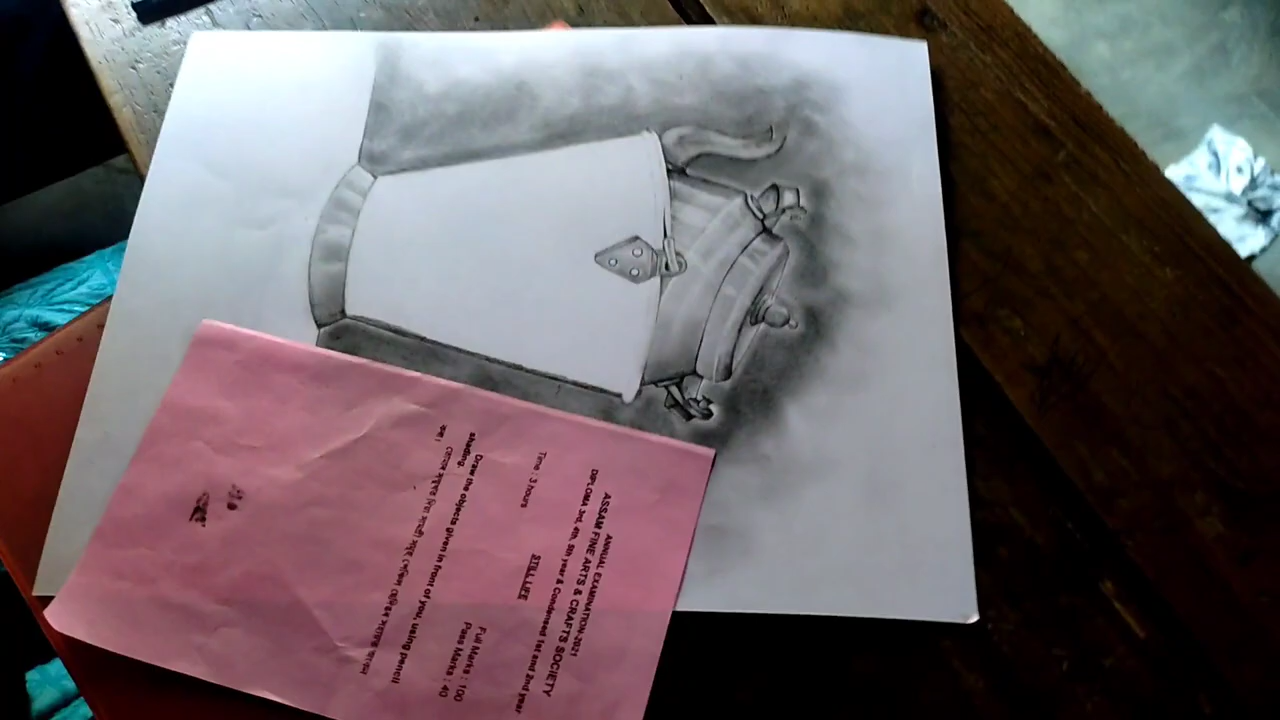 ANNUAL EXAMINATION-2021
ASSAM FINE ARTS & CRAFTS SOCIETY
DIPLOMA 3rd, 4th, 5th year & Condensed 1st and 2nd year
STILL LIFE
Time : 3 hours
Full Marks : 100
Pass Marks : 40
Draw the objects given in front of you, using pencil
shading.